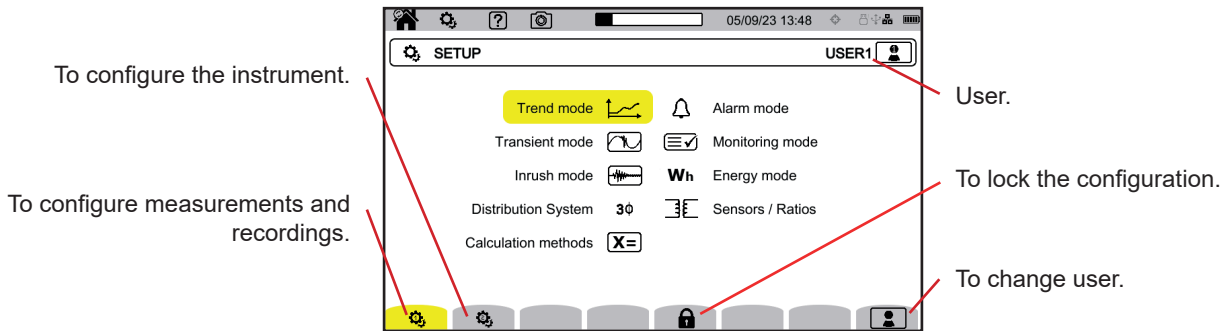 05/09/23 13:48
SETUP
USER1
To configure the instrument.
User.
Trend mode
Alarm mode
Transient mode
Monitoring mode
Inrush mode
Wh Energy mode
To lock the configuration.
To configure measurements and
recordings.
Distribution System 3Φ
Sensors / Ratios
Calculation methods X=
To change user.